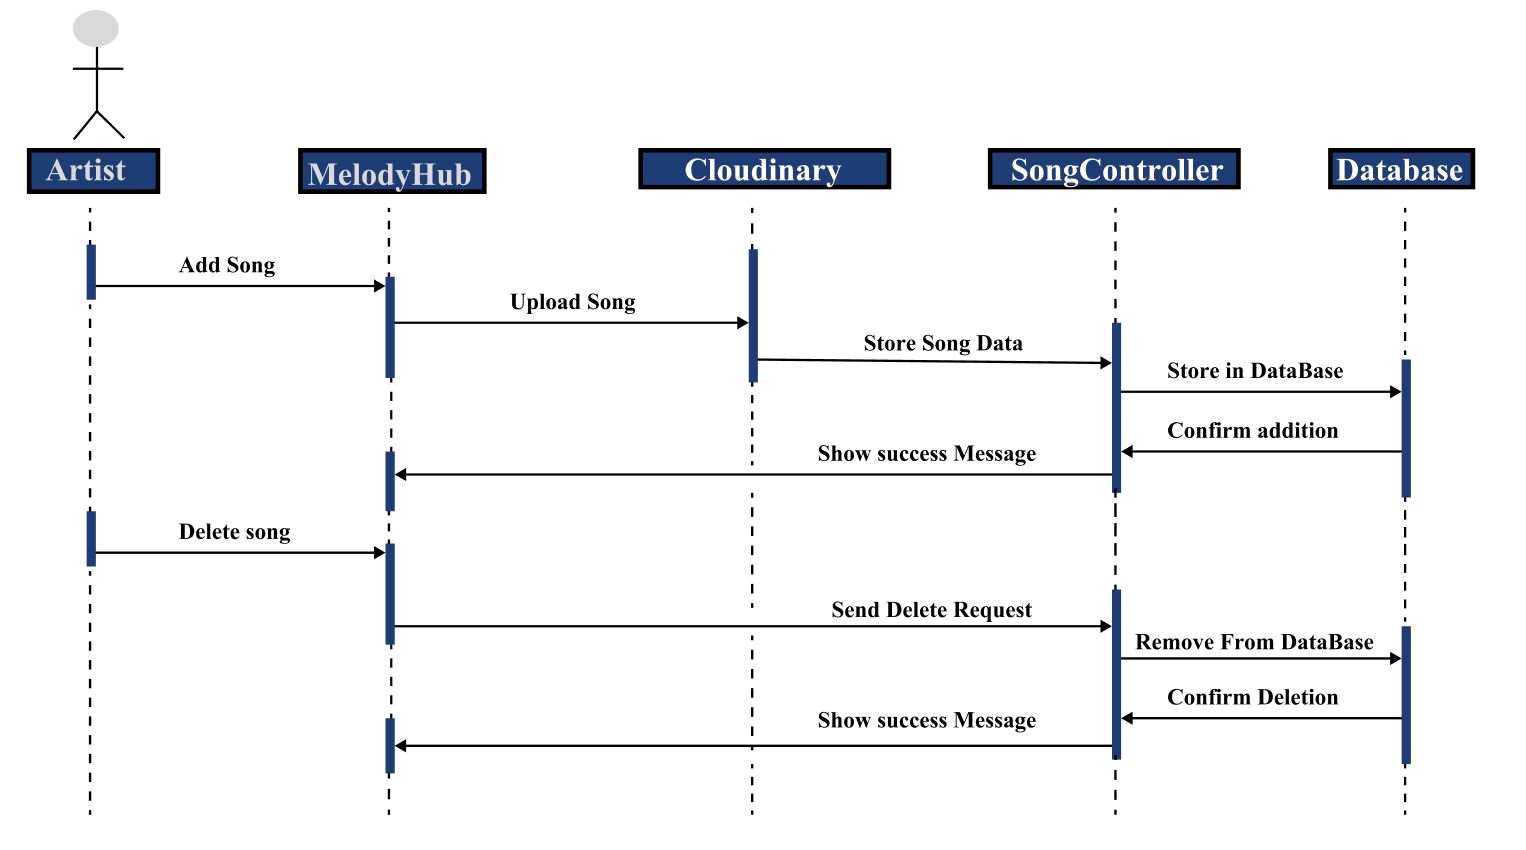 Artist
MelodyHub
Cloudinary
SongController
Database
Add Song
Upload Song
Store Song Data
Store in DataBase
Confirm addition
Show success Message
Delete song
Send Delete Request
Remove From DataBase
Confirm Deletion
Show success Message